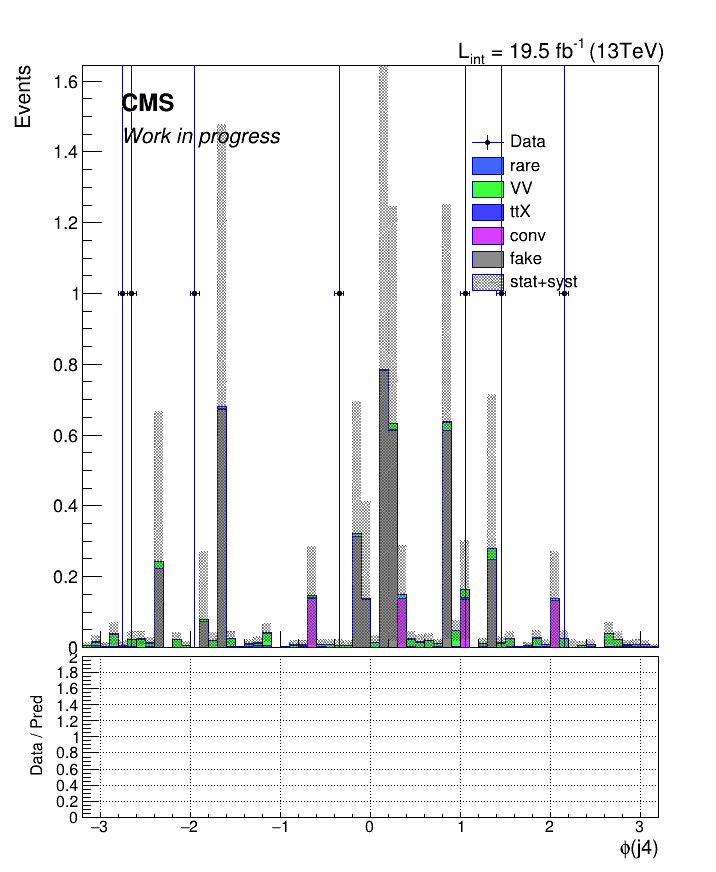 L_int = 19.5 fb^-1 (13TeV)
Events
CMS
Work in progress
Data
rare
VV
ttX
conv
fake
stat+syst
1.6
1.4
1.2
1
0.8
0.6
0.4
0.2
0
Data / Pred
2
1.8
1.6
1.4
1.2
1
0.8
0.6
0.4
0.2
0
−3 −2 −1 0 1 2 3
ϕ(j4)